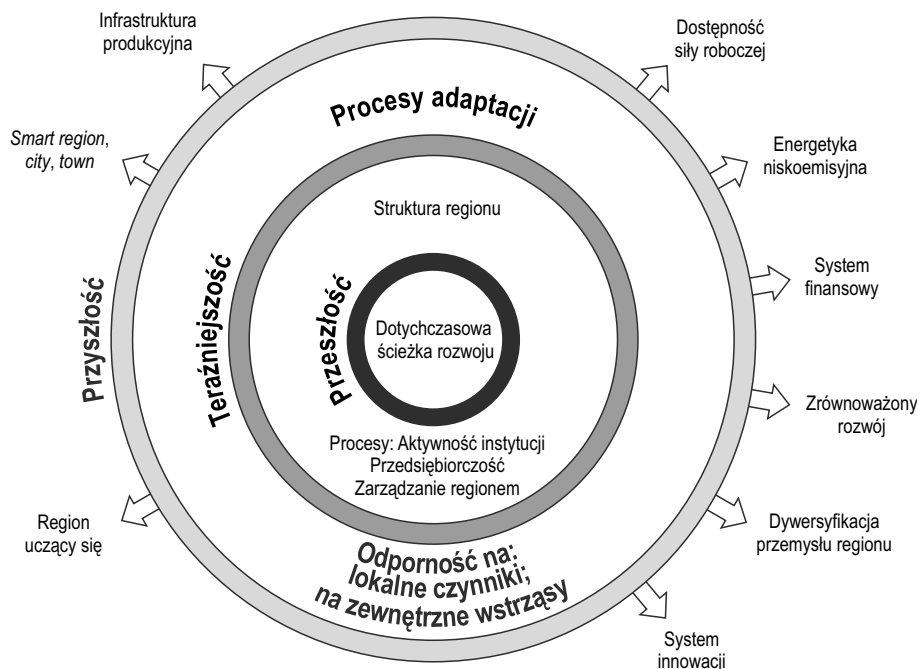 Infrastruktura
produkcyjna
Dostępność
siły roboczej
Procesy adaptacji
Smart region,
city, town
Energetyka
niskoemisyjna
Struktura regionu
System
finansowy
Przyszłość
Teraźniejszość
Przeszłość
Dotychczasowa
ścieżka rozwoju
Zrównoważony
rozwój
Procesy: Aktywność instytucji
Przedsiębiorczość
Zarządzanie regionem
Region
uczący się
Dywersyfikacja
przemysłu regionu
Odporność na:
lokalne czynniki;
na zewnętrzne wstrząsy
System
innowacji